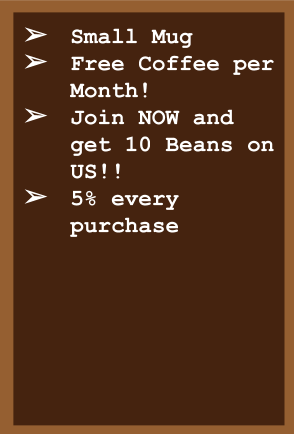 ➢ Small Mug
➢ Free Coffee per
Month!
➢ Join NOW and
get 10 Beans on
US!!
➢ 5% every
purchase